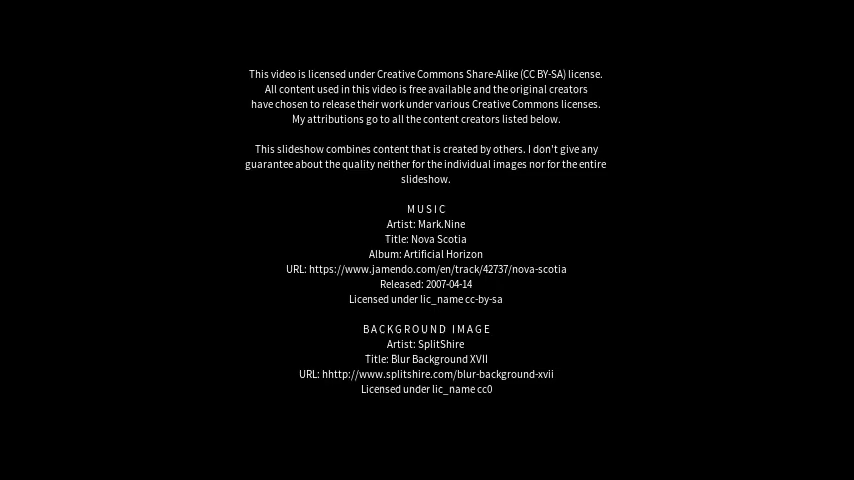 This video is licensed under Creative Commons Share-Alike (CC BY-SA) license.
All content used in this video is free available and the original creators
have chosen to release their work under various Creative Commons licenses.
My attributions go to all the content creators listed below.
This slideshow combines content that is created by others. I don't give any
guarantee about the quality neither for the individual images nor for the entire
slideshow.
MUSIC
Artist: Mark.Nine
Title: Nova Scotia
Album: Artificial Horizon
URL: https://www.jamendo.com/en/track/42737/nova-scotia
Released: 2007-04-14
Licensed under lic_name cc-by-sa
BACKGROUND IMAGE
Artist: SplitShire
Title: Blur Background XVII
URL: hhttp://www.splitshire.com/blur-background-xvii
Licensed under lic_name cc0